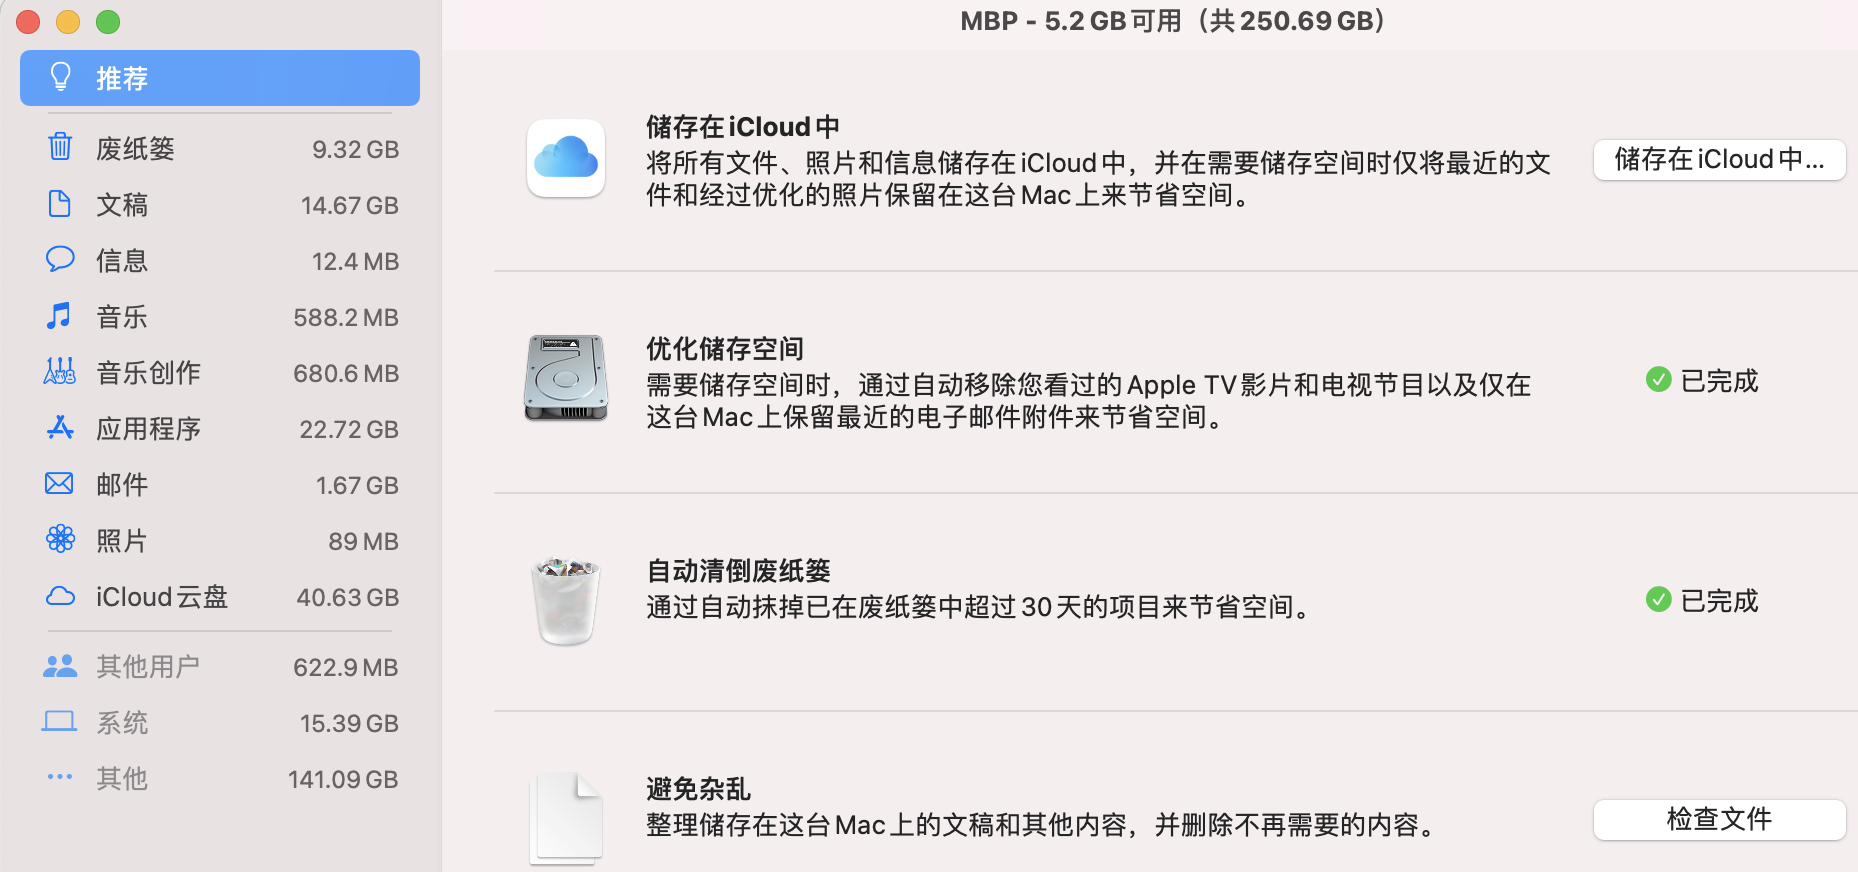 MBP - 5.2 GB可用（共 250.69 GB）
推荐
废纸篓 9.32 GB
文稿 14.67 GB
信息 12.4 MB
音乐 588.2 MB
音乐创作 680.6 MB
应用程序 22.72 GB
邮件 1.67 GB
照片 89 MB
iCloud云盘 40.63 GB
其他用户 622.9 MB
系统 15.39 GB
其他 141.09 GB
储存在iCloud中
将所有文件、照片和信息储存在iCloud中，并在需要储存空间时仅将最近的文
件和经过优化的照片保留在这台Mac上来节省空间。
储存在iCloud中...
优化储存空间
需要储存空间时，通过自动移除您看过的Apple TV影片和电视节目以及仅在
这台Mac上保留最近的电子邮件附件来节省空间。
已完成
自动清倒废纸篓
通过自动抹掉已在废纸篓中超过30天的项目来节省空间。
已完成
避免杂乱
整理储存在这台Mac上的文稿和其他内容，并删除不再需要的内容。
检查文件